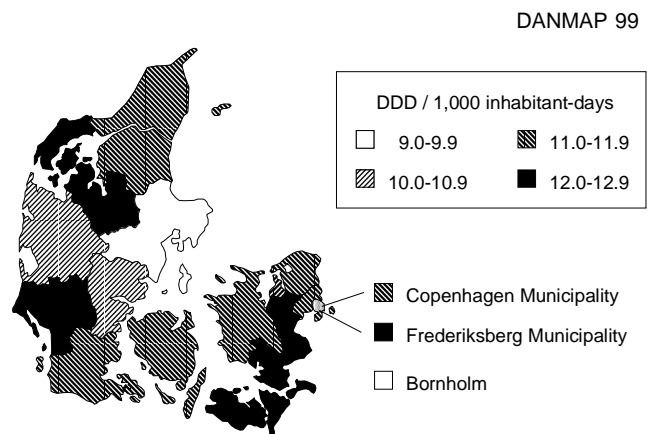 DANMAP 99
DDD / 1,000 inhabitant-days
9.0-9.9
11.0-11.9
10.0-10.9
12.0-12.9
Copenhagen Municipality
Frederiksberg Municipality
Bornholm